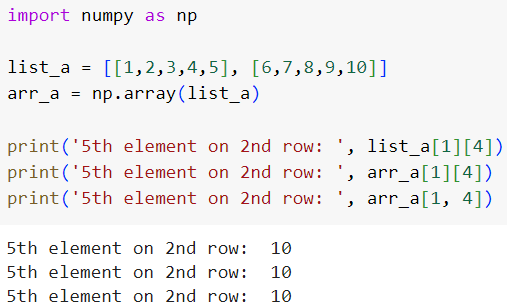 import numpy as np
list_a = [[1,2,3,4,5], [6,7,8,9,10]]
arr_a = np.array(list_a)
print('5th element on 2nd row: ', list_a[1][4])
print('5th element on 2nd row: ', arr_a[1][4])
print('5th element on 2nd row: ', arr_a[1, 4])
5th element on 2nd row:  10
5th element on 2nd row:  10
5th element on 2nd row:  10